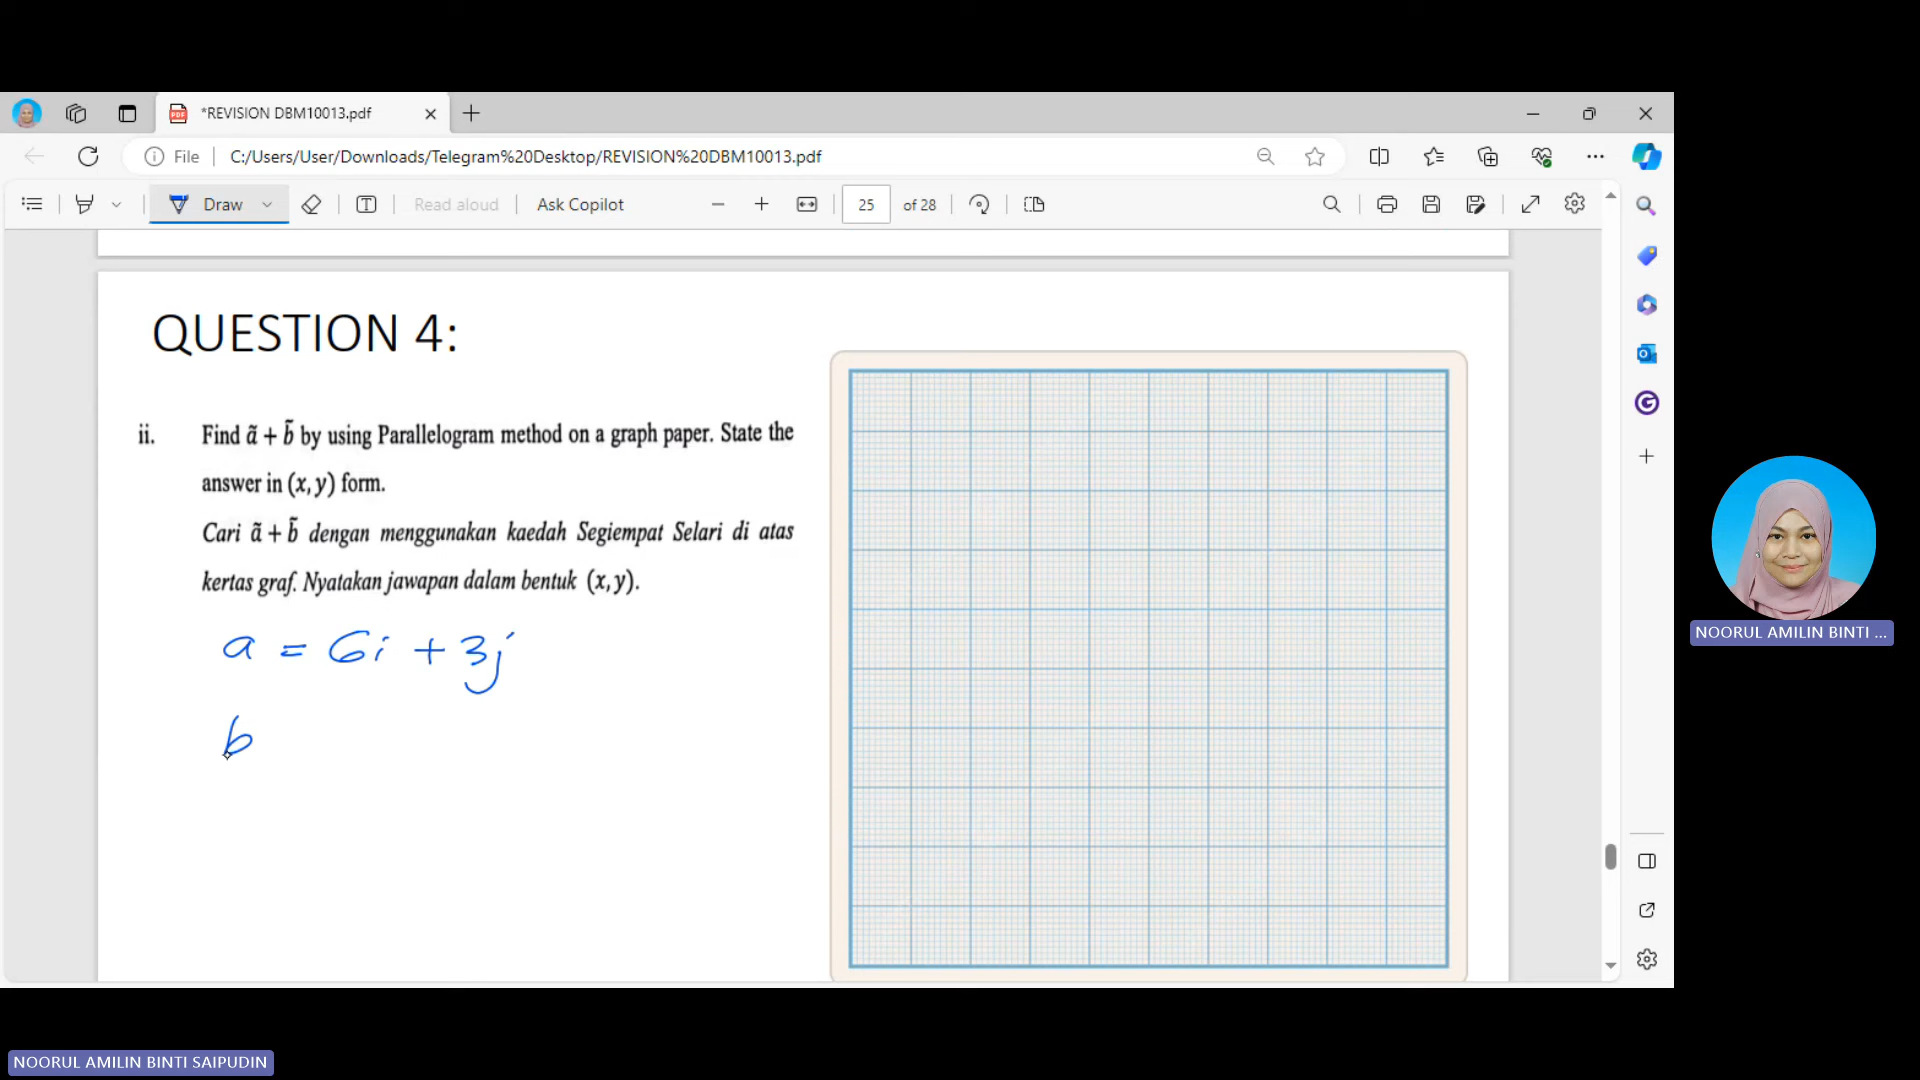 *REVISION DBM10013.pdf
File
C:/Users/User/Downloads/Telegram%20Desktop/REVISION%20DBM10013.pdf
Draw
Read aloud
Ask Copilot
25
of 28
QUESTION 4:
ii. Find ã + b̃ by using Parallelogram method on a graph paper. State the
answer in (x, y) form.
Cari ã + b̃ dengan menggunakan kaedah Segiempat Selari di atas
kertas graf. Nyatakan jawapan dalam bentuk (x, y).
a = 6i + 3j
b
NOORUL AMILIN BINTI ...
NOORUL AMILIN BINTI SAIPUDIN